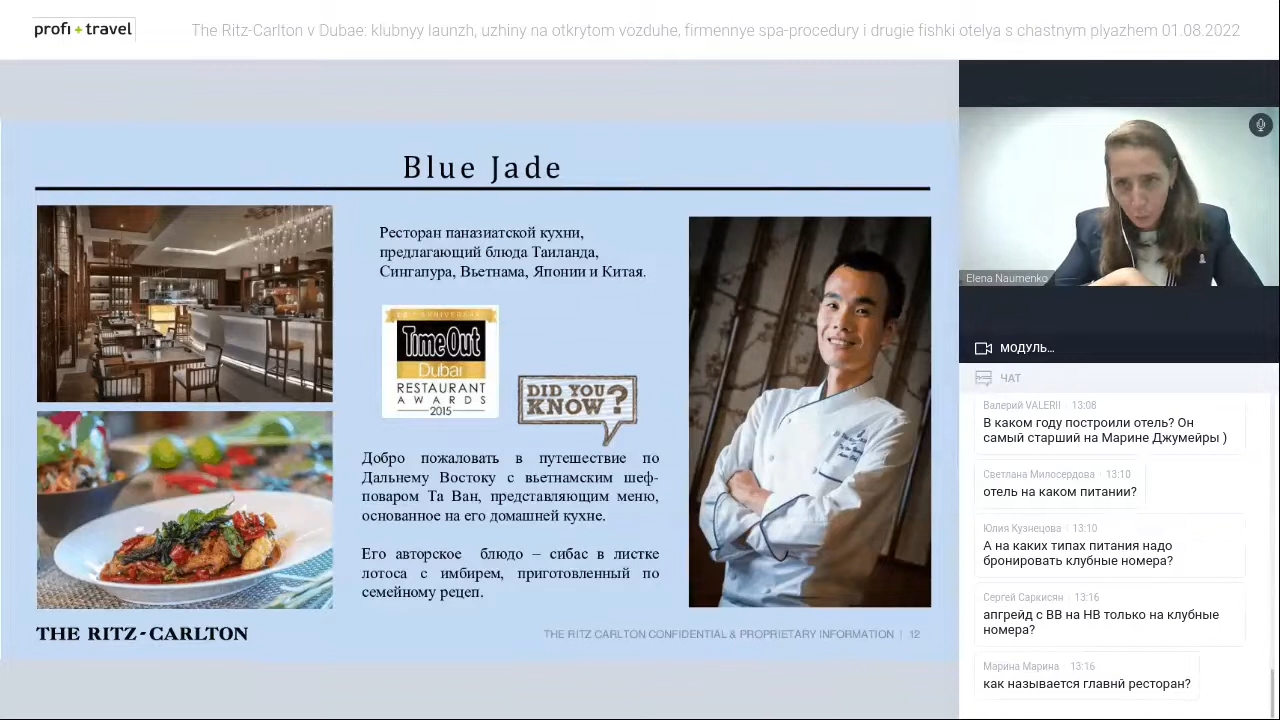 profi+travel
The Ritz-Carlton v Dubae: klubnyy launzh, uzhiny na otkrytom vozduhe, firmennye spa-procedury i drugie fishki otelya s chastnym plyazhem 01.08.2022
Blue Jade
Ресторан паназиатской кухни,
предлагающий блюда Таиланда,
Сингапура, Вьетнама, Японии и Китая.
TimeOut
Dubai
RESTAURANT
AWARDS
2015
DID YOU
KNOW?
Добро пожаловать в путешествие по
Дальнему Востоку с вьетнамским шеф-
поваром Та Ван, представляющим меню,
основанное на его домашней кухне.
Его авторское блюдо – сибас в листке
лотоса с имбирем, приготовленный по
семейному рецеп.
THE RITZ-CARLTON
THE RITZ CARLTON CONFIDENTIAL & PROPRIETARY INFORMATION | 12
Elena Naumenko
МОДУЛЬ...
ЧАТ
Валерий VALERII 13:08
В каком году построили отель? Он
самый старший на Марине Джумейры )
Светлана Милосердова 13:10
отель на каком питании?
Юлия Кузнецова 13:10
А на каких типах питания надо
бронировать клубные номера?
Сергей Саркисян 13:16
апгрейд с BB на HB только на клубные
номера?
Марина Марина 13:16
как называется главнй ресторан?